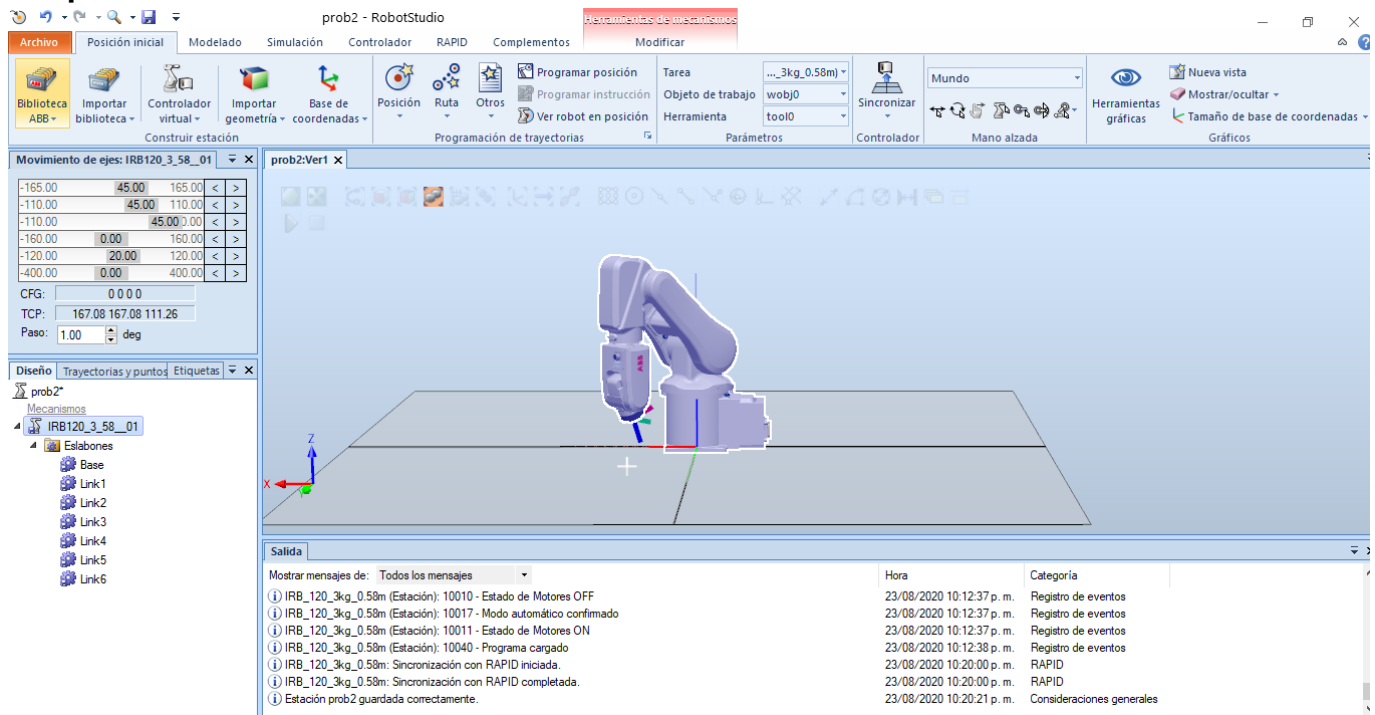 prob2 - RobotStudio
Herramientas de mecanismos
Archivo Posición inicial Modelado Simulación Controlador RAPID Complementos Modificar
Biblioteca ABB
Importar biblioteca
Controlador virtual
Importar geometría
Base de coordenadas
Construir estación
Posición
Ruta
Otros
Programar posición
Programar instrucción
Ver robot en posición
Programación de trayectorias
Tarea ..._3kg_0.58m)
Objeto de trabajo wobj0
Herramienta tool0
Parámetros
Sincronizar
Controlador
Mundo
Mano alzada
Herramientas gráficas
Nueva vista
Mostrar/ocultar
Tamaño de base de coordenadas
Gráficos
Movimiento de ejes: IRB120_3_58__01
-165.00 45.00 165.00 < >
-110.00 45.00 110.00 < >
-110.00 45.00 0.00 < >
-160.00 0.00 160.00 < >
-120.00 20.00 120.00 < >
-400.00 0.00 400.00 < >
CFG: 0 0 0 0
TCP: 167.08 167.08 111.26
Paso: 1.00 deg
prob2:Ver1
ABB
Z
X
Y
Diseño Trayectorias y puntos Etiquetas
prob2*
Mecanismos
IRB120_3_58__01
Eslabones
Base
Link1
Link2
Link3
Link4
Link5
Link6
Salida
Mostrar mensajes de: Todos los mensajes Hora Categoría
IRB_120_3kg_0.58m (Estación): 10010 - Estado de Motores OFF 23/08/2020 10:12:37 p. m. Registro de eventos
IRB_120_3kg_0.58m (Estación): 10017 - Modo automático confirmado 23/08/2020 10:12:37 p. m. Registro de eventos
IRB_120_3kg_0.58m (Estación): 10011 - Estado de Motores ON 23/08/2020 10:12:37 p. m. Registro de eventos
IRB_120_3kg_0.58m (Estación): 10040 - Programa cargado 23/08/2020 10:12:38 p. m. Registro de eventos
IRB_120_3kg_0.58m: Sincronización con RAPID iniciada. 23/08/2020 10:20:00 p. m. RAPID
IRB_120_3kg_0.58m: Sincronización con RAPID completada. 23/08/2020 10:20:00 p. m. RAPID
Estación prob2 guardada correctamente. 23/08/2020 10:20:21 p. m. Consideraciones generales